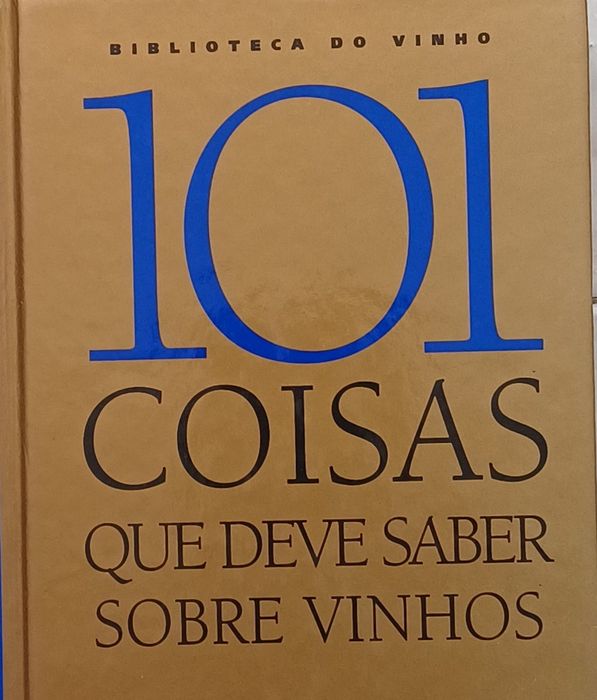 BIBLIOTECA DO VINHO
101
COISAS
QUE DEVE SABER
SOBRE VINHOS